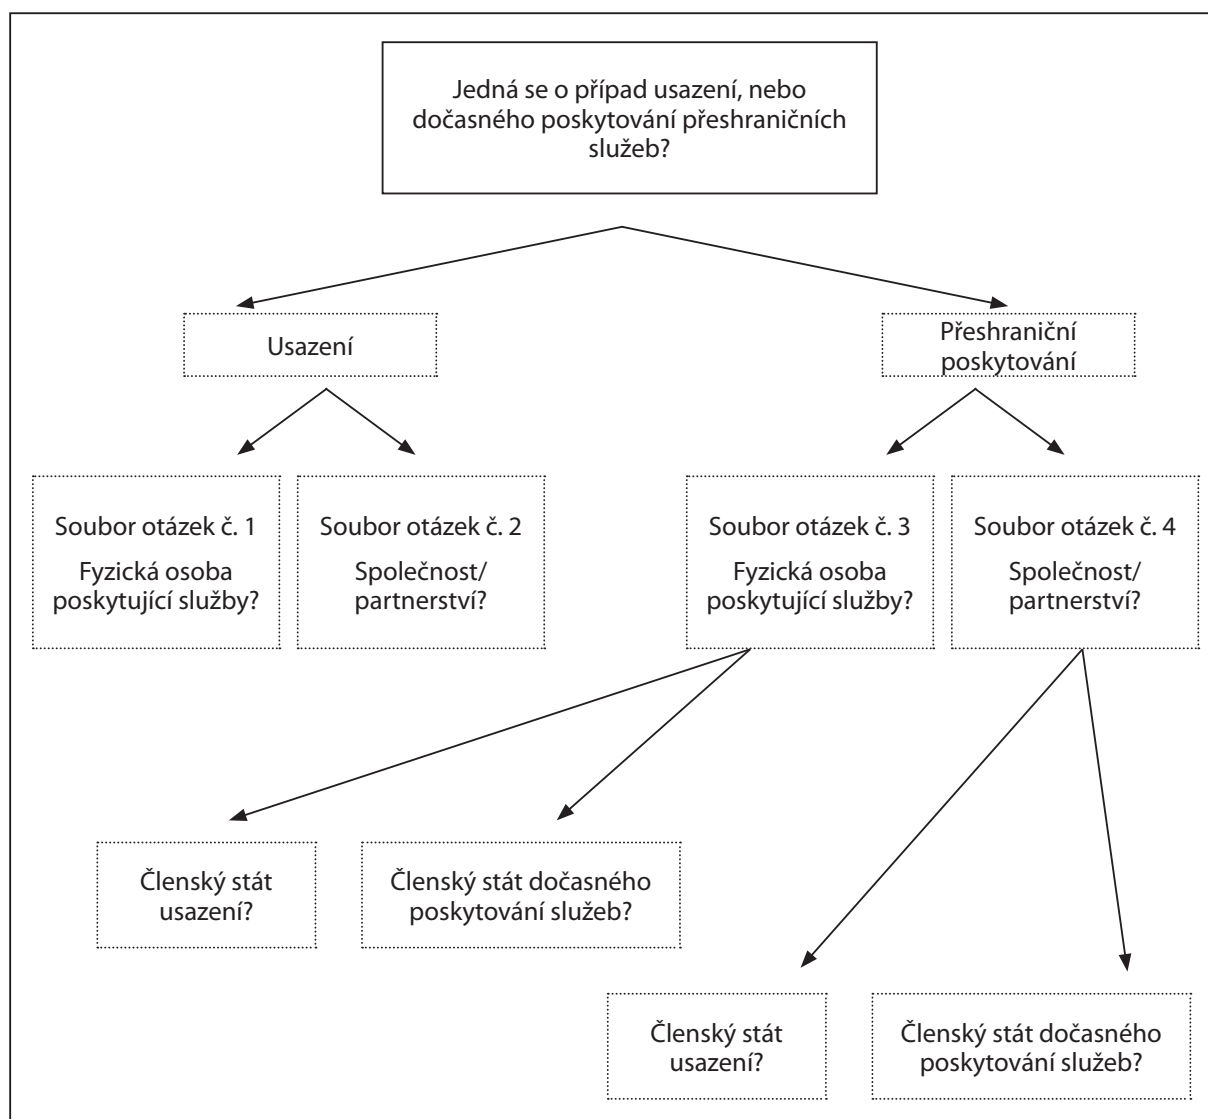 Jedná se o případ usazení, nebo
dočasného poskytování přeshraničních
služeb?
Usazení
Přeshraniční
poskytování
Soubor otázek č. 1
Fyzická osoba
poskytující služby?
Soubor otázek č. 2
Společnost/
partnerství?
Soubor otázek č. 3
Fyzická osoba
poskytující služby?
Soubor otázek č. 4
Společnost/
partnerství?
Členský stát
usazení?
Členský stát dočasného
poskytování služeb?
Členský stát
usazení?
Členský stát dočasného
poskytování služeb?